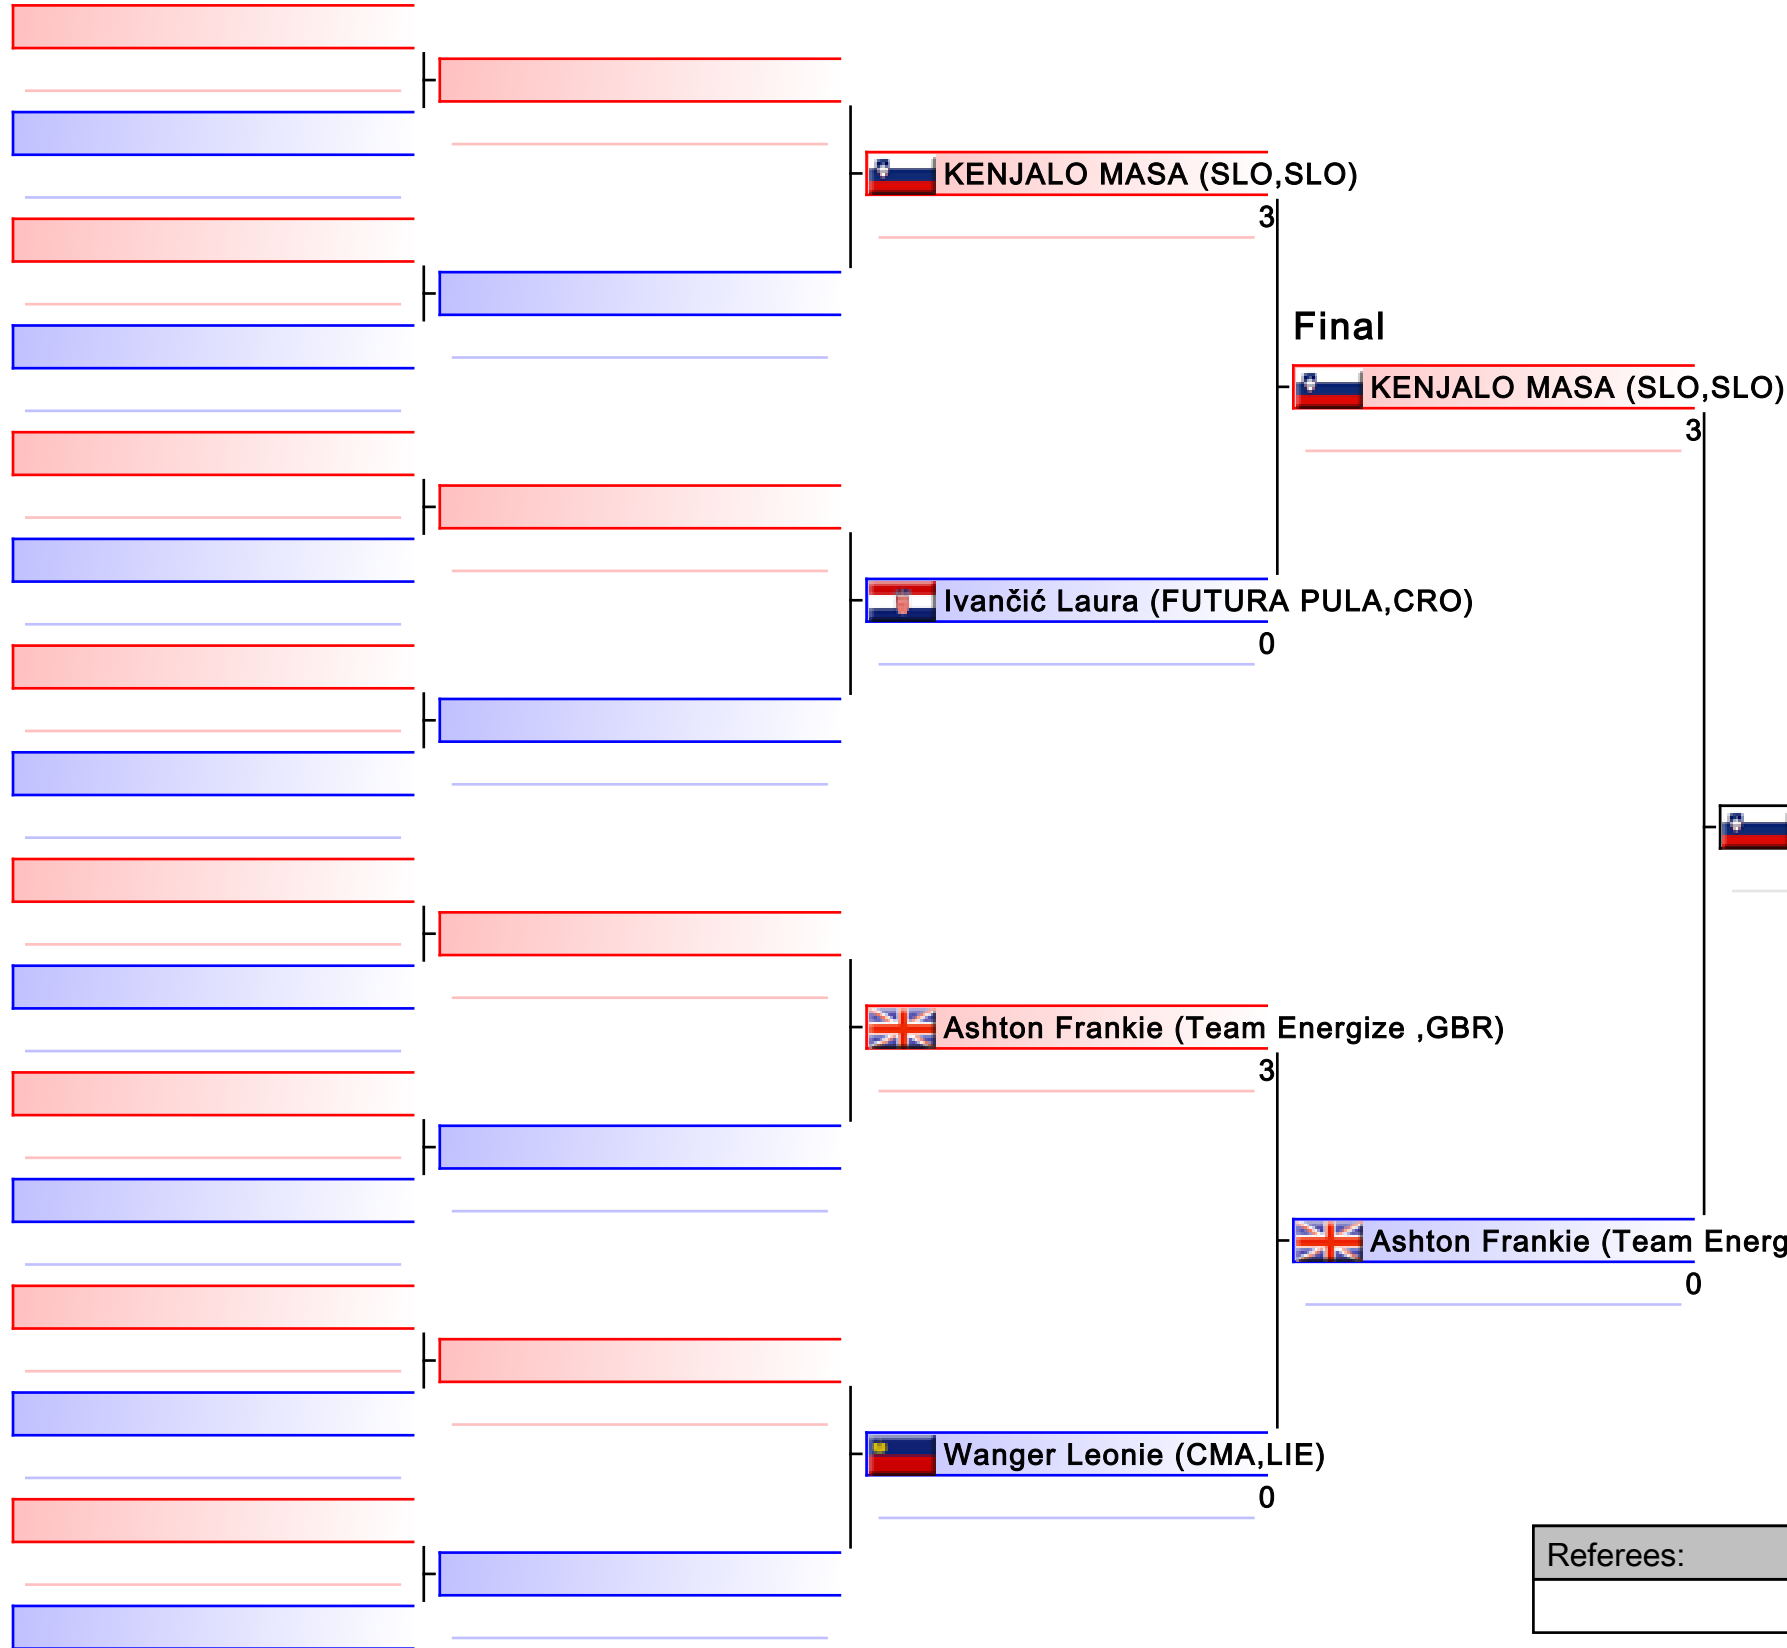 KENJALO MASA (SLO,SLO)
3
Final
KENJALO MASA (SLO,SLO)
3
Ivančić Laura (FUTURA PULA,CRO)
0
Ashton Frankie (Team Energize ,GBR)
3
Ashton Frankie (Team Energ
0
Wanger Leonie (CMA,LIE)
0
Referees: